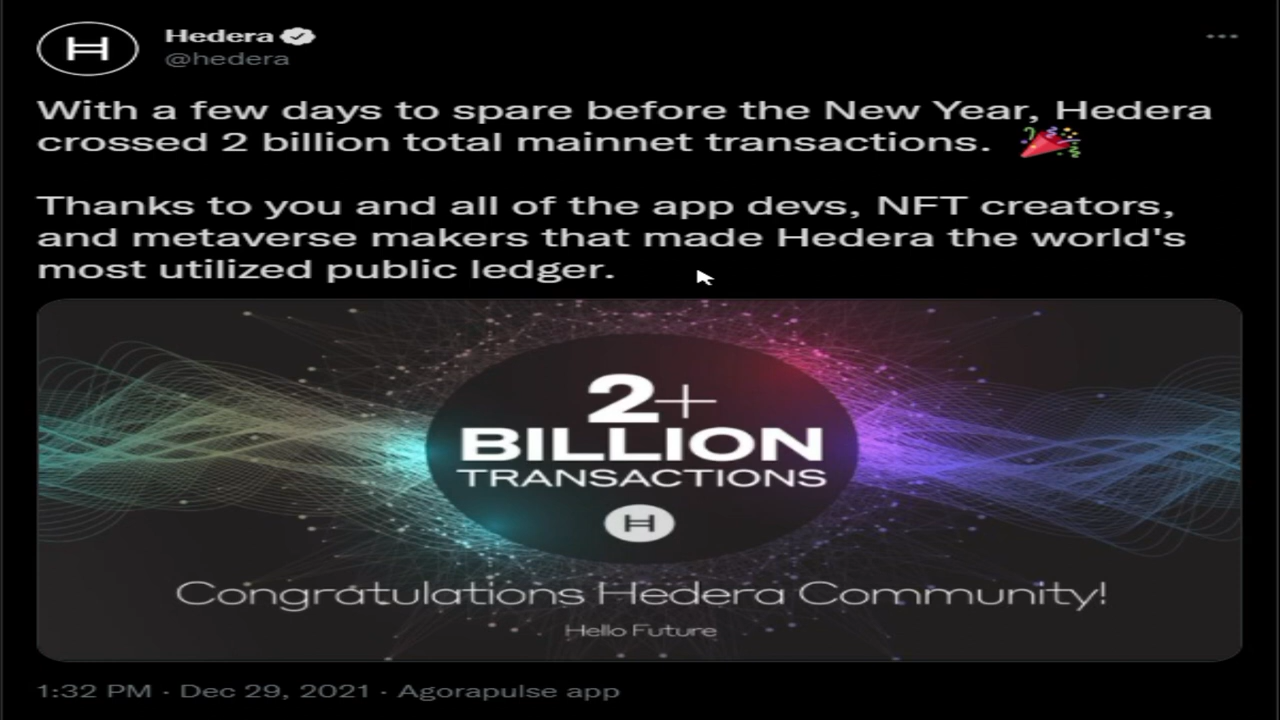 Hedera
@hedera
With a few days to spare before the New Year, Hedera
crossed 2 billion total mainnet transactions. 🎉
Thanks to you and all of the app devs, NFT creators,
and metaverse makers that made Hedera the world's
most utilized public ledger.
2+
BILLION
TRANSACTIONS
Congratulations Hedera Community!
Hello Future
1:32 PM · Dec 29, 2021 · Agorapulse app